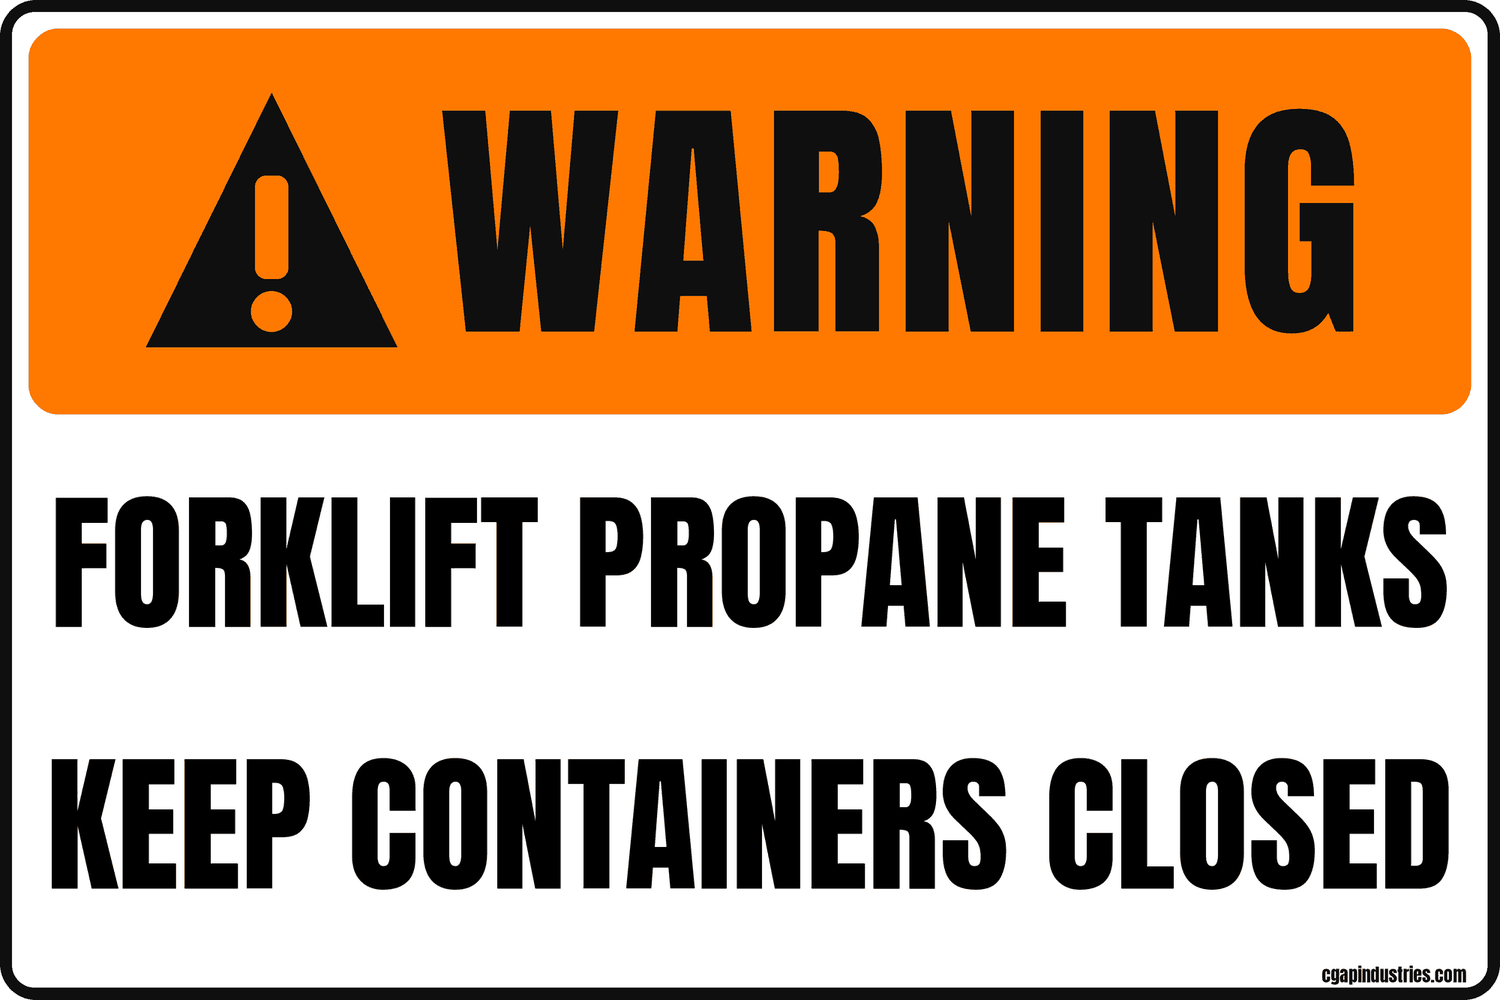 WARNING
FORKLIFT PROPANE TANKS
KEEP CONTAINERS CLOSED
cgapindustries.com